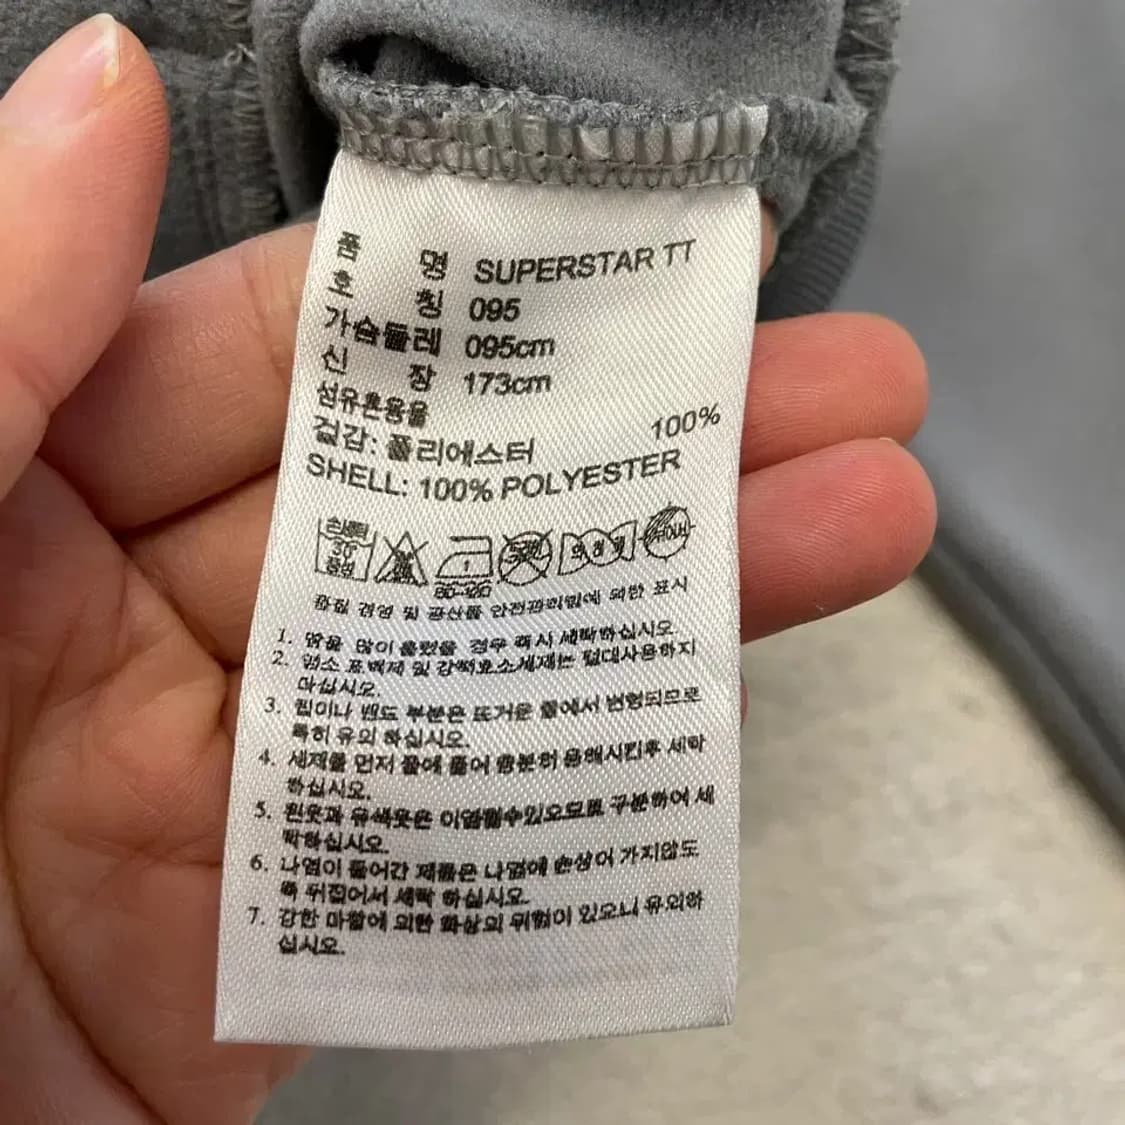 품 명 SUPERSTAR TT
호 칭 095
가슴둘레 095cm
신 장 173cm
섬유혼용율
겉감: 폴리에스터 100%
SHELL: 100% POLYESTER
손세탁 30 중성
80-120
품질 경영 및 공산품 안전관리법에 의한 표시
1. 땀을 많이 흘렸을 경우 즉시 세탁하십시오.
2. 염소 표백제 및 강력효소세제는 절대사용하지
마십시오.
3. 찝이나 밴드 부분은 뜨거운 물에서 변형되므로
특히 유의 하십시오.
4. 세제를 먼저 물에 풀어 충분히 용해시킨후 세탁
하십시오.
5. 흰옷과 유색옷은 이염될수있으므로 구분하여 세
탁하십시오.
6. 나염이 들어간 제품은 나염에 손상이 가지않도
록 뒤집어서 세탁 하십시오.
7. 강한 마찰에 의한 화상의 위험이 있으니 유의하
십시오.